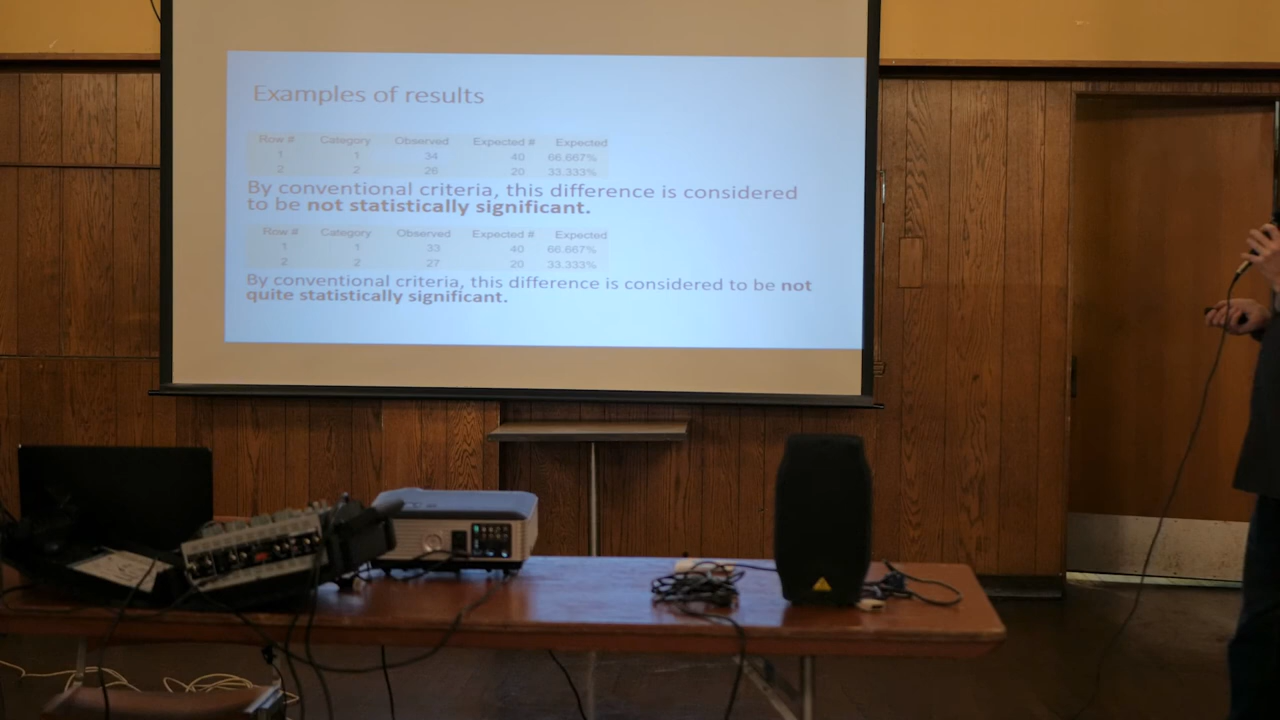 Examples of results
Row # Category Observed Expected # Expected
1 1 34 40 66.667%
2 2 26 20 33.333%
By conventional criteria, this difference is considered
to be not statistically significant.
Row # Category Observed Expected # Expected
1 1 33 40 66.667%
2 2 27 20 33.333%
By conventional criteria, this difference is considered to be not
quite statistically significant.